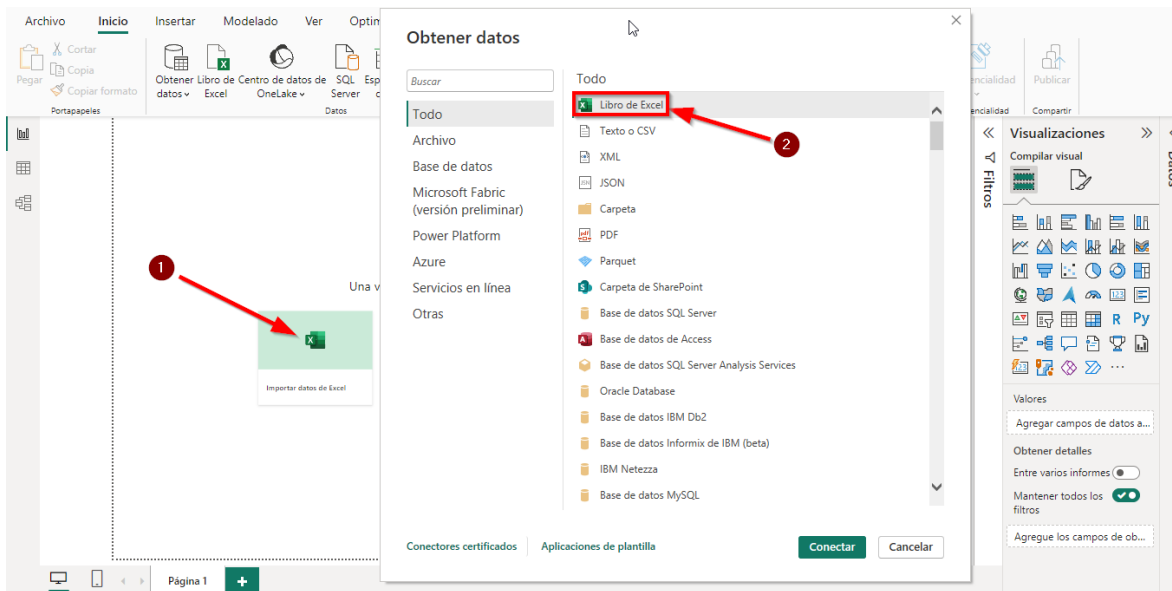 Archivo
Inicio
Insertar
Modelado
Ver
Optim
Pegar
Cortar
Copia
Copiar formato
Portapapeles
Obtener datos
Libro de Excel
Centro de datos de OneLake
SQL Server
Esp
Datos
encialidad
Publicar
encialidad
Compartir
Una v
1
Importar datos de Excel
Obtener datos
Buscar
Todo
Archivo
Base de datos
Microsoft Fabric
(versión preliminar)
Power Platform
Azure
Servicios en línea
Otras
Todo
Libro de Excel
2
Texto o CSV
XML
JSON
Carpeta
PDF
Parquet
Carpeta de SharePoint
Base de datos SQL Server
Base de datos de Access
Base de datos SQL Server Analysis Services
Oracle Database
Base de datos IBM Db2
Base de datos Informix de IBM (beta)
IBM Netezza
Base de datos MySQL
Conectores certificados
Aplicaciones de plantilla
Conectar
Cancelar
Filtros
Visualizaciones
Datos
Compilar visual
123
R
Py
123
Valores
Agregar campos de datos a...
Obtener detalles
Entre varios informes
Mantener todos los
filtros
Agregue los campos de ob...
Página 1